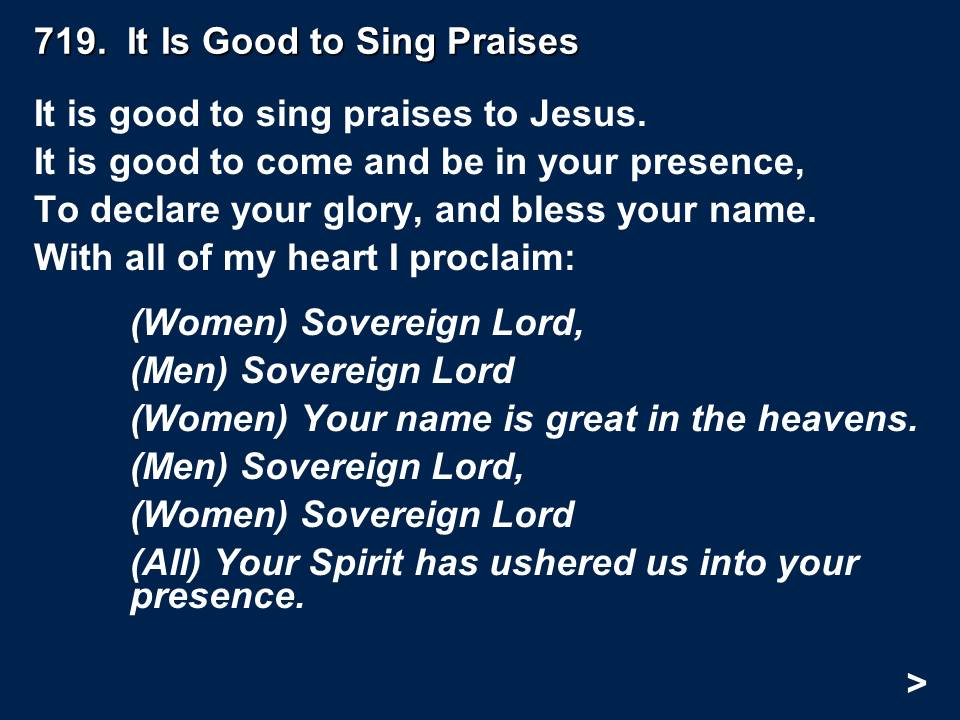 719. It Is Good to Sing Praises
It is good to sing praises to Jesus.
It is good to come and be in your presence,
To declare your glory, and bless your name.
With all of my heart I proclaim:
(Women) Sovereign Lord,
(Men) Sovereign Lord
(Women) Your name is great in the heavens.
(Men) Sovereign Lord,
(Women) Sovereign Lord
(All) Your Spirit has ushered us into your
presence.
>